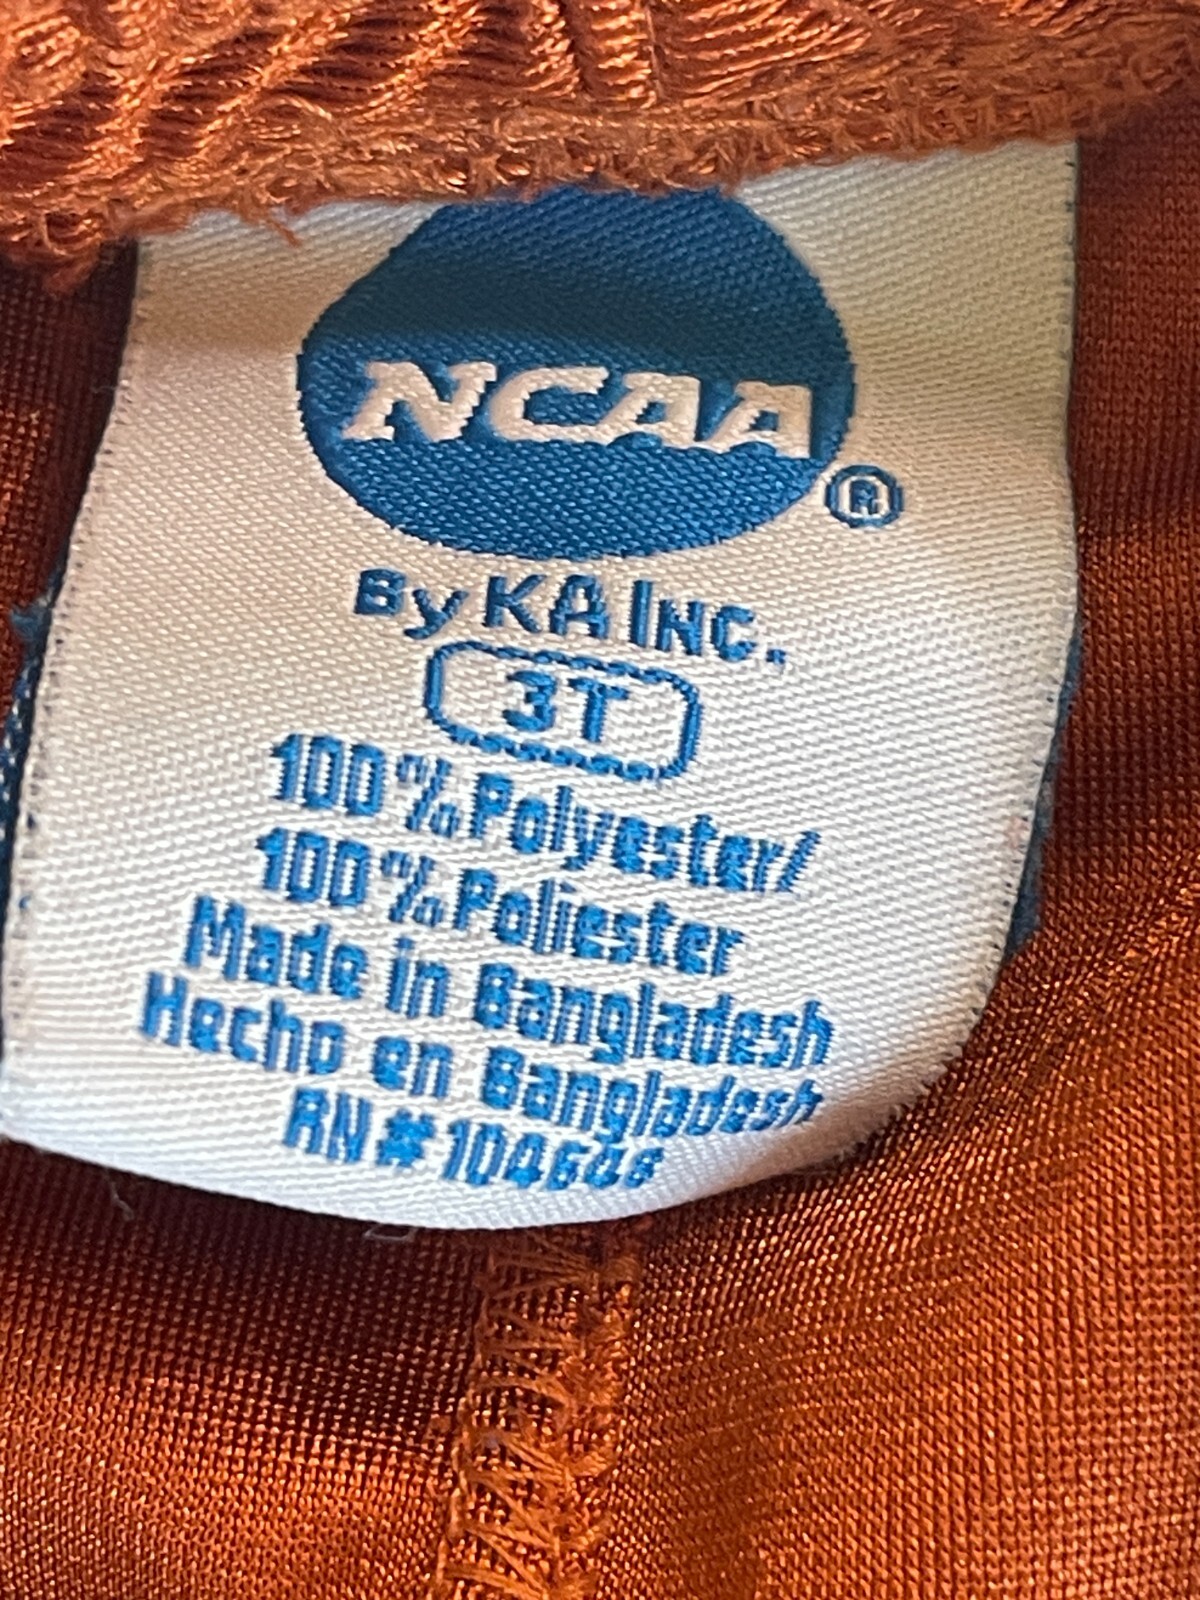 NCAA
®
By KA INC.
3T
100%Polyester/
100%Poliester
Made in Bangladesh
Hecho en Bangladesh
RN#104648